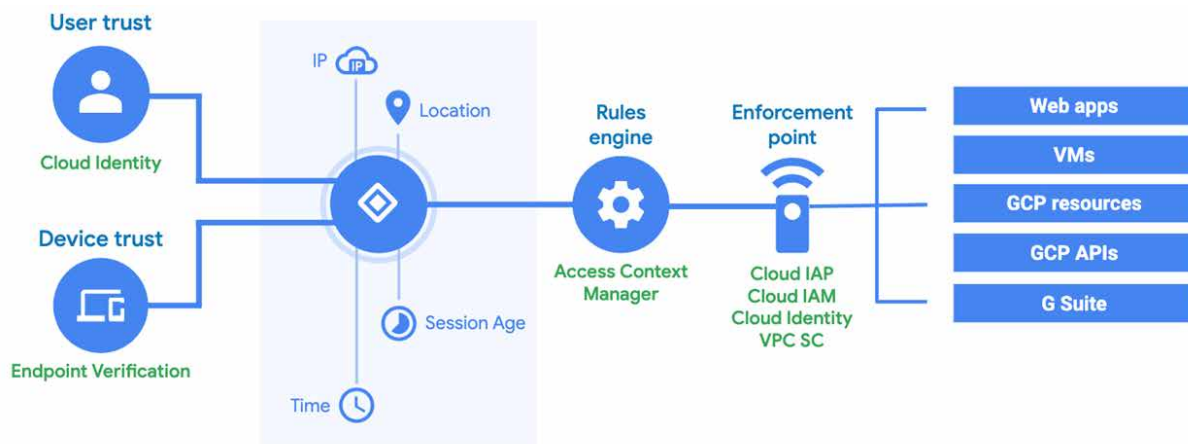 User trust
Cloud Identity
Device trust
Endpoint Verification
IP
IP
Location
Session Age
Time
Rules
engine
Access Context
Manager
Enforcement
point
Cloud IAP
Cloud IAM
Cloud Identity
VPC SC
Web apps
VMs
GCP resources
GCP APIs
G Suite